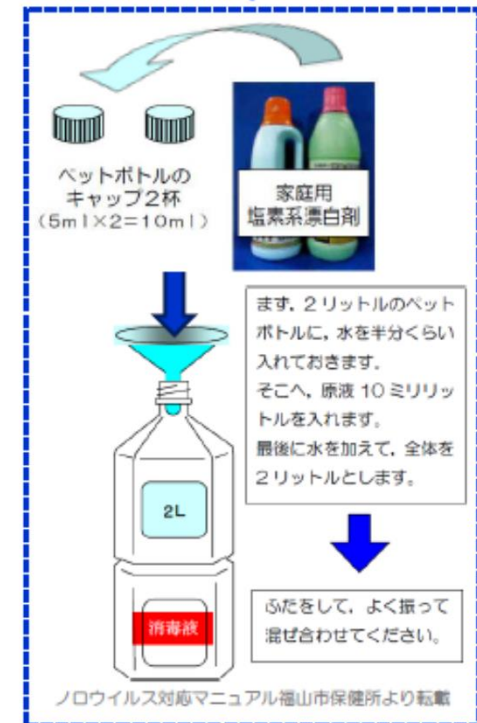 ペットボトルの
キャップ2杯
(5ml×2=10ml)
家庭用
塩素系漂白剤
まず,2リットルのペット
ボトルに,水を半分くらい
入れておきます。
そこへ,原液10ミリリッ
トルを入れます。
最後に水を加えて,全体を
2リットルとします。
2L
消毒液
ふたをして,よく振って
混ぜ合わせてください。
ノロウイルス対応マニュアル福山市保健所より転載